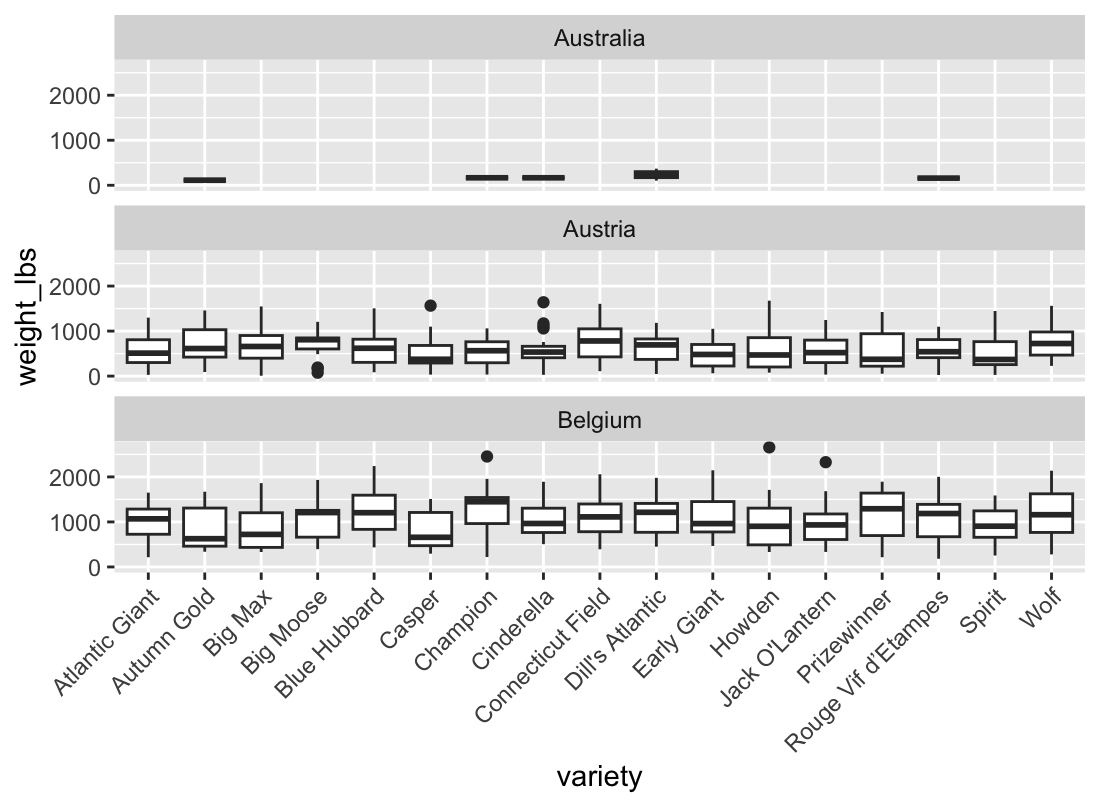 Australia
2000
1000
0
Austria
2000
1000
0
weight_lbs
Belgium
2000
1000
0
Atlantic Giant
Autumn Gold
Big Max
Big Moose
Blue Hubbard
Casper
Champion
Cinderella
Connecticut Field
Dill's Atlantic
Early Giant
Howden
Jack O'Lantern
Prizewinner
Rouge Vif d’Etampes
Spirit
Wolf
variety